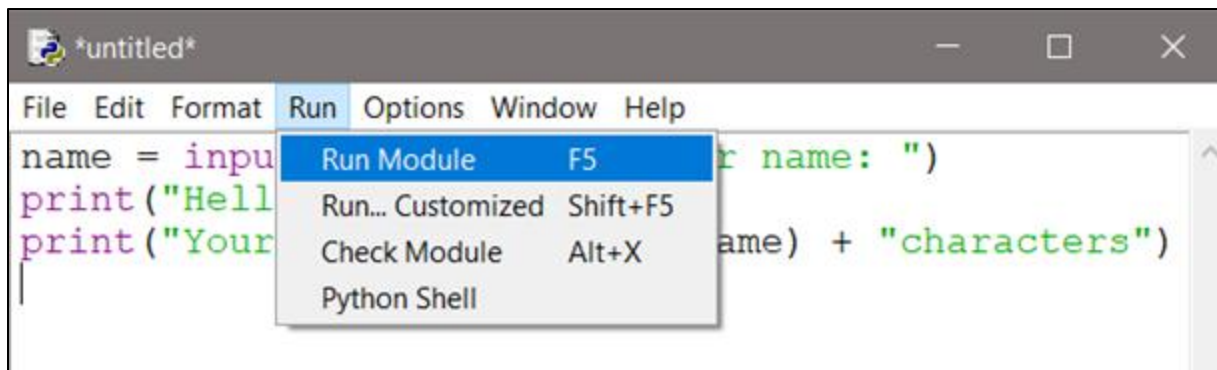 *untitled*
File Edit Format Run Options Window Help
name = inpu r name: ")
Run Module F5
print("Hell
Run... Customized Shift+F5
print("Your ame) + "characters")
Check Module Alt+X
Python Shell